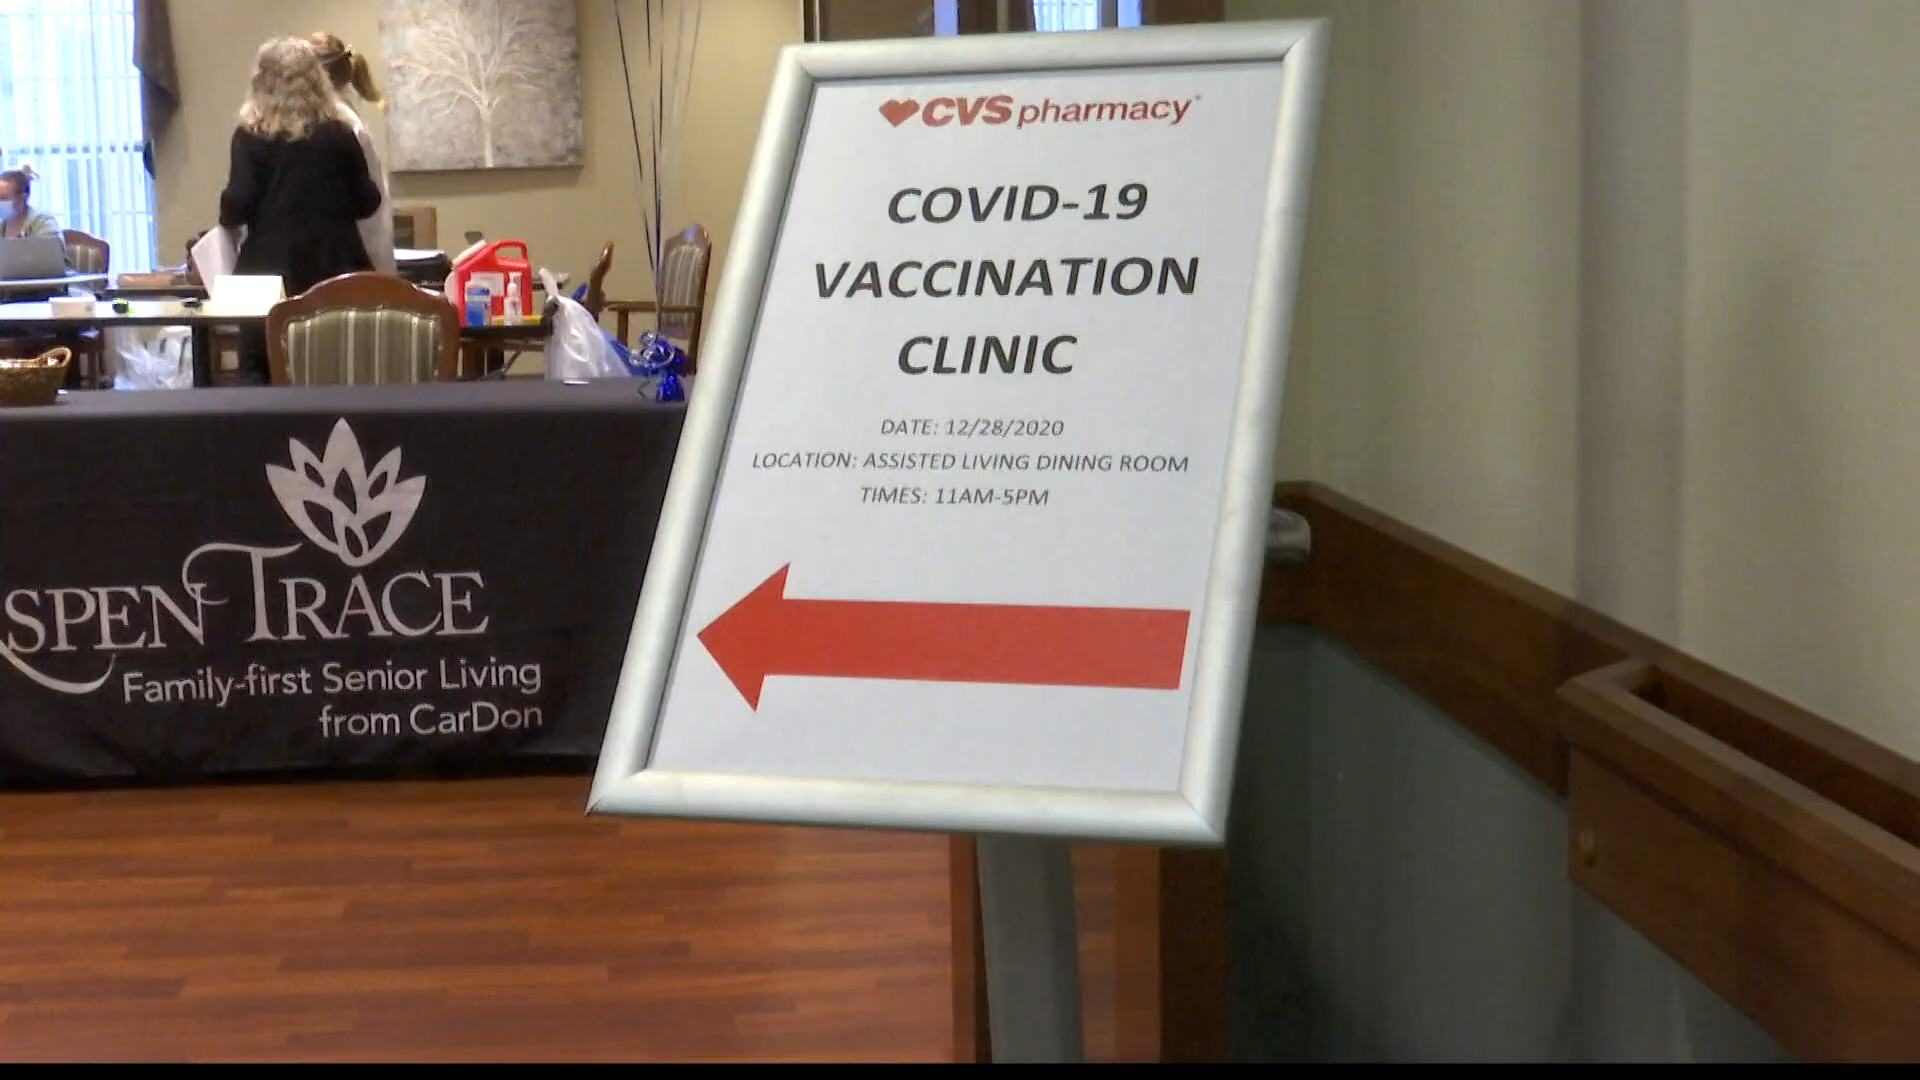 CVS pharmacy
COVID-19
VACCINATION
CLINIC
DATE: 12/28/2020
LOCATION: ASSISTED LIVING DINING ROOM
TIMES: 11AM-5PM
SPEN TRACE
Family-first Senior Living
from CarDon